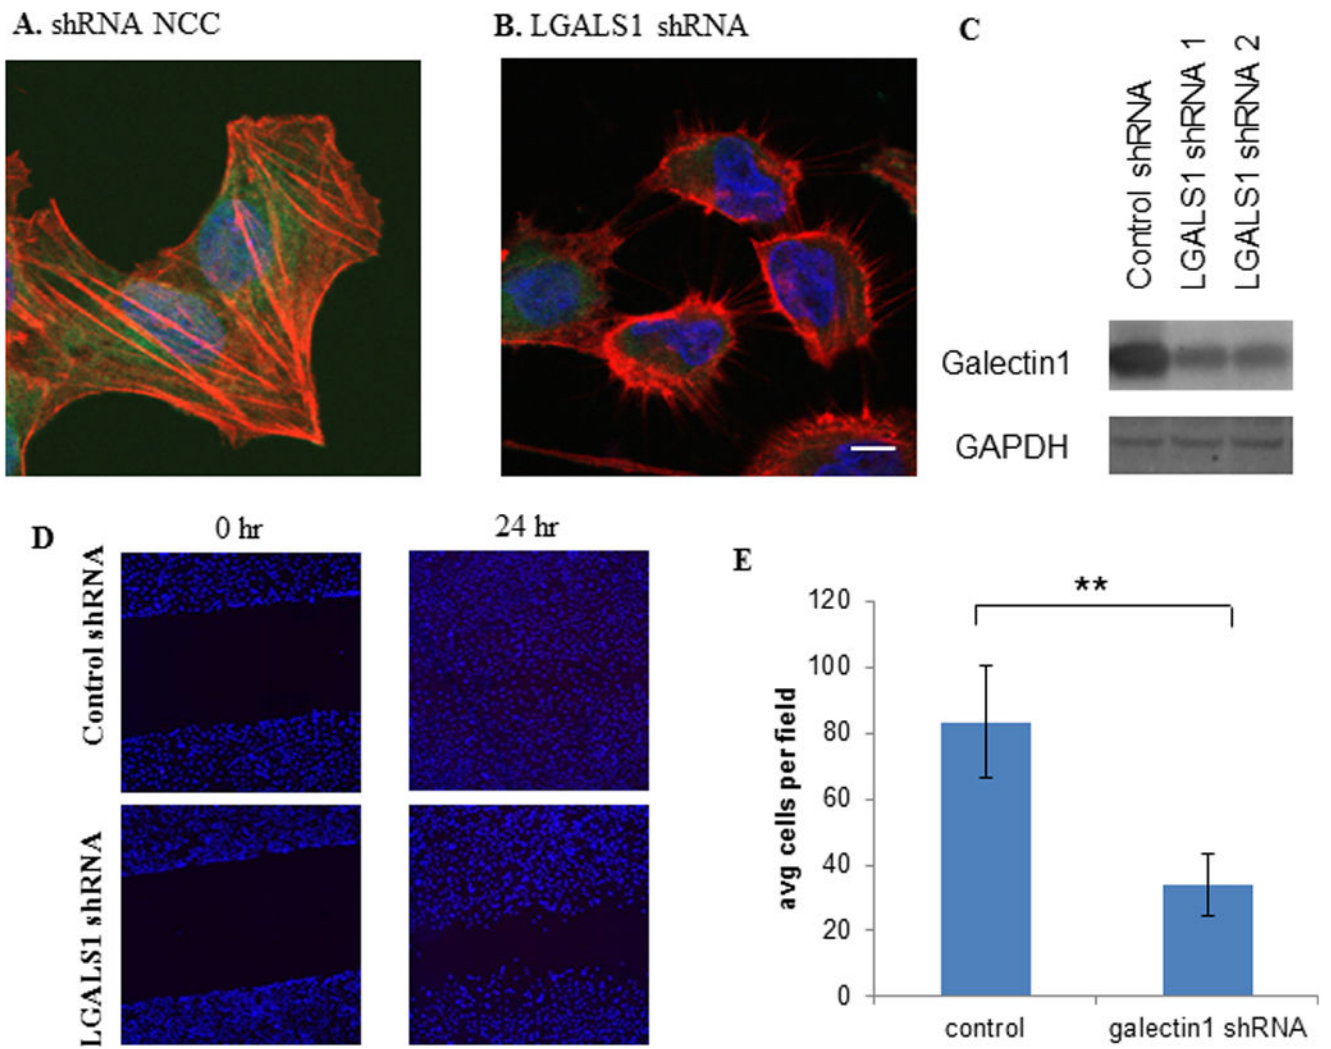 A. shRNA NCC
B. LGALS1 shRNA
C
Control shRNA
LGALS1 shRNA 1
LGALS1 shRNA 2
Galectin1
GAPDH
D
0 hr
24 hr
Control shRNA
LGALS1 shRNA
E
**
120
100
80
60
40
20
0
avg cells per field
control
galectin1 shRNA